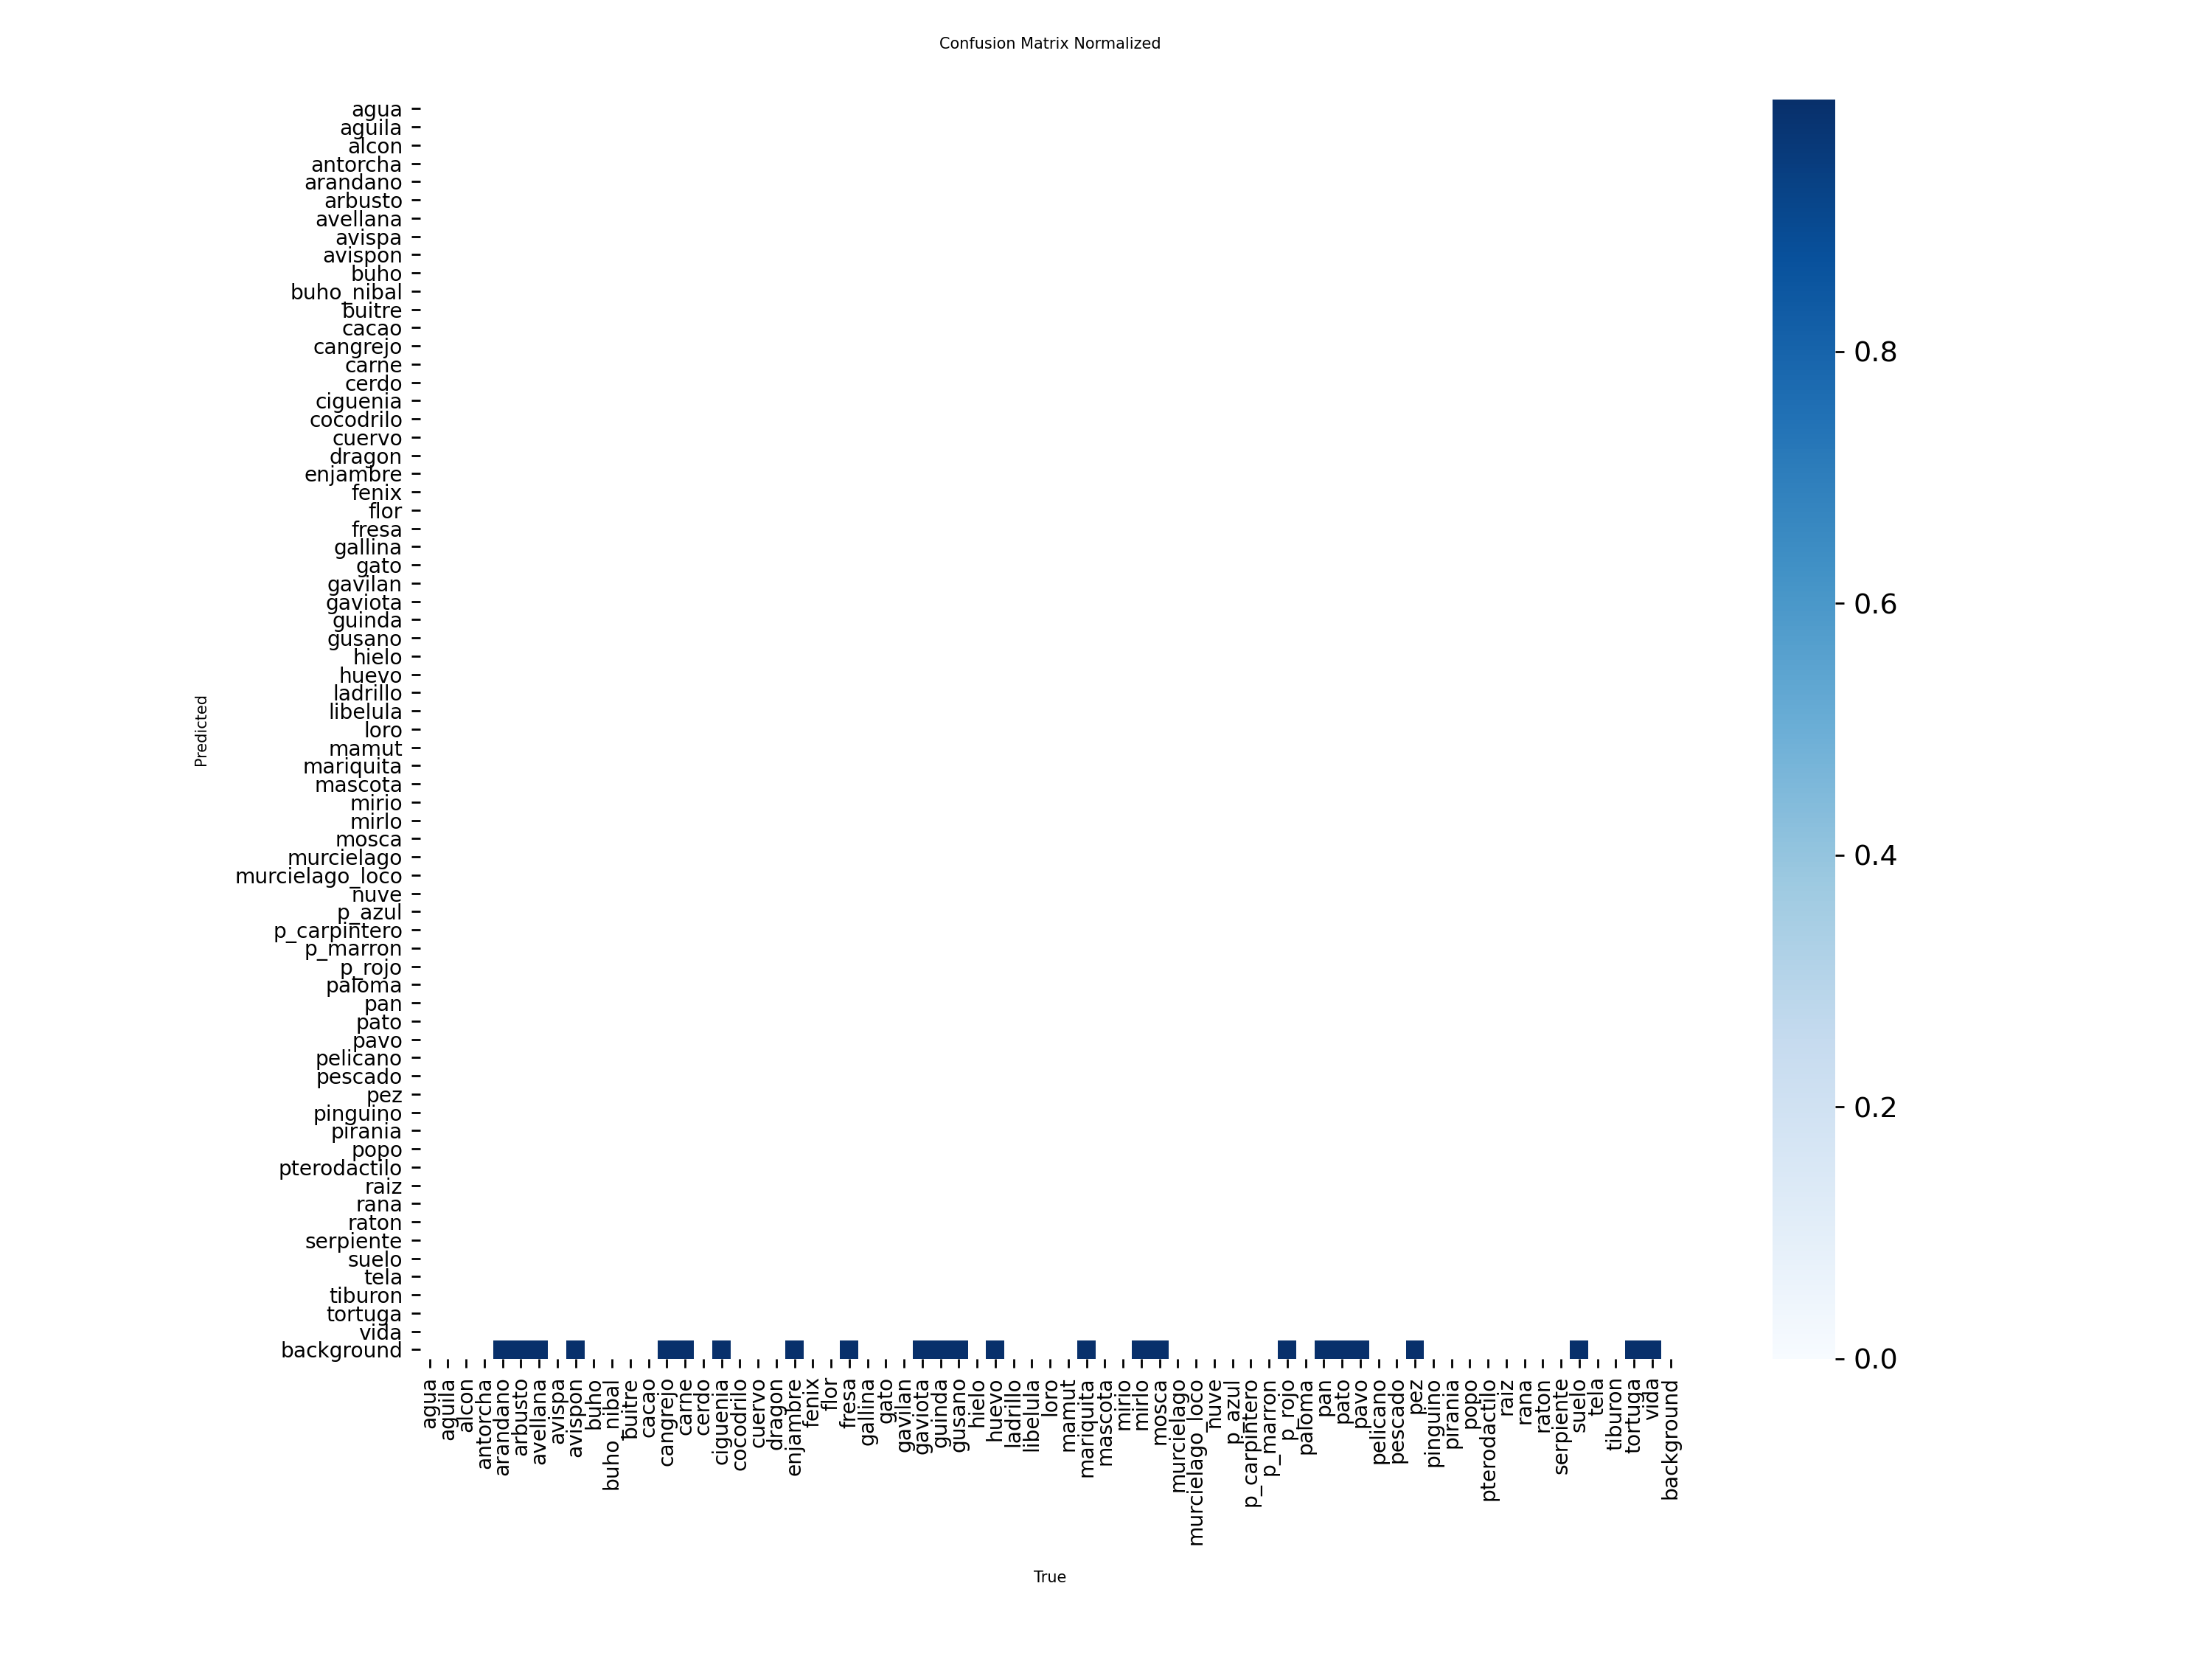 Confusion Matrix Normalized
agua
aguila
alcon
antorcha
arandano
arbusto
avellana
avispa
avispon
buho
buho_nibal
buitre
cacao
cangrejo
carne
cerdo
ciguenia
cocodrilo
cuervo
dragon
enjambre
fenix
flor
fresa
gallina
gato
gavilan
gaviota
guinda
gusano
hielo
huevo
ladrillo
libelula
loro
mamut
mariquita
mascota
mirio
mirlo
mosca
murcielago
murcielago_loco
nuve
p_azul
p_carpintero
p_marron
p_rojo
paloma
pan
pato
pavo
pelicano
pescado
pez
pinguino
pirania
popo
pterodactilo
raiz
rana
raton
serpiente
suelo
tela
tiburon
tortuga
vida
background
Predicted
agua
aguila
alcon
antorcha
arandano
arbusto
avellana
avispa
avispon
buho
buho_nibal
buitre
cacao
cangrejo
carne
cerdo
ciguenia
cocodrilo
cuervo
dragon
enjambre
fenix
flor
fresa
gallina
gato
gavilan
gaviota
guinda
gusano
hielo
huevo
ladrillo
libelula
loro
mamut
mariquita
mascota
mirio
mirlo
mosca
murcielago
murcielago_loco
nuve
p_azul
p_carpintero
p_marron
p_rojo
paloma
pan
pato
pavo
pelicano
pescado
pez
pinguino
pirania
popo
pterodactilo
raiz
rana
raton
serpiente
suelo
tela
tiburon
tortuga
vida
background
True
0.8
0.6
0.4
0.2
0.0